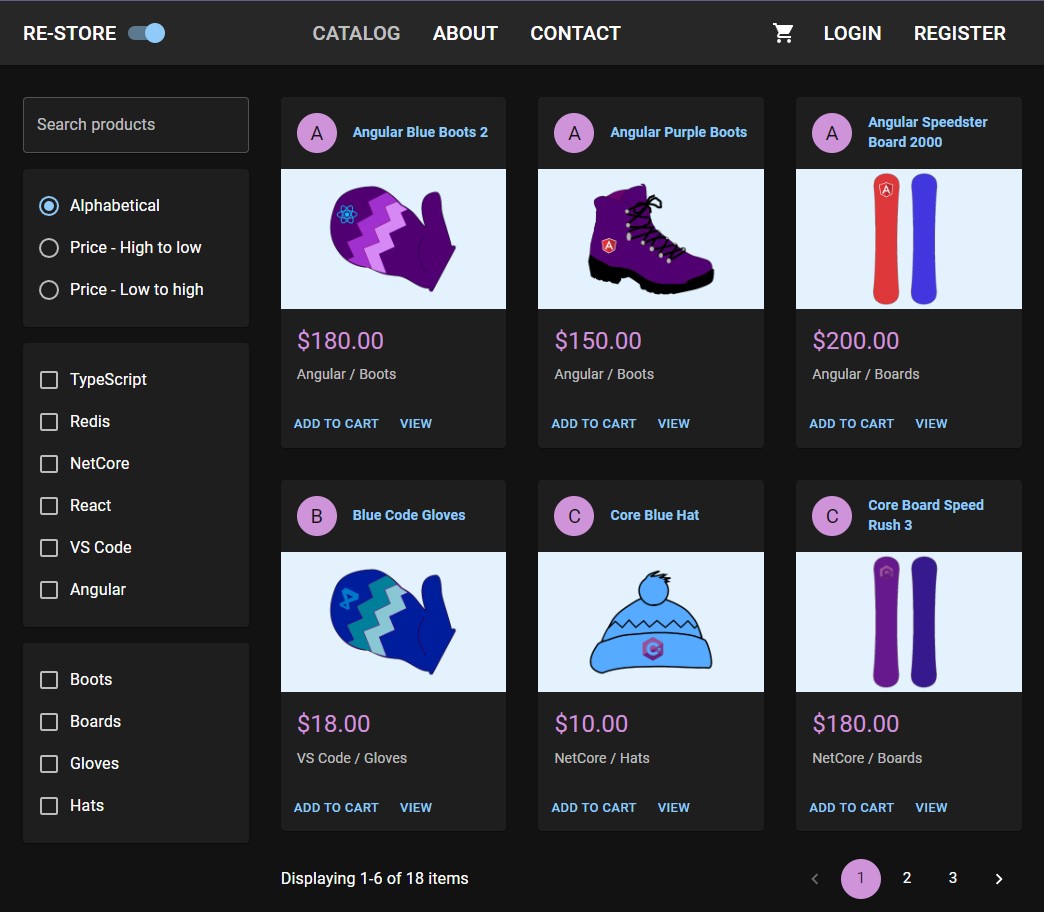 RE-STORE
CATALOG
ABOUT
CONTACT
LOGIN
REGISTER
Search products
Alphabetical
Price - High to low
Price - Low to high
TypeScript
Redis
NetCore
React
VS Code
Angular
Boots
Boards
Gloves
Hats
A
Angular Blue Boots 2
$180.00
Angular / Boots
ADD TO CART
VIEW
A
Angular Purple Boots
A
$150.00
Angular / Boots
ADD TO CART
VIEW
A
Angular Speedster
Board 2000
A
$200.00
Angular / Boards
ADD TO CART
VIEW
B
Blue Code Gloves
$18.00
VS Code / Gloves
ADD TO CART
VIEW
C
Core Blue Hat
C
$10.00
NetCore / Hats
ADD TO CART
VIEW
C
Core Board Speed
Rush 3
C
$180.00
NetCore / Boards
ADD TO CART
VIEW
Displaying 1-6 of 18 items
1
2
3